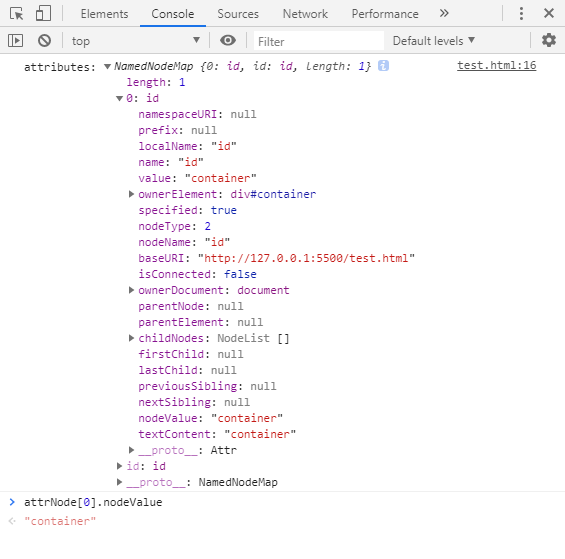 Elements Console Sources Network Performance »
top Filter Default levels
attributes: NamedNodeMap {0: id, id: id, length: 1} i test.html:16
length: 1
0: id
namespaceURI: null
prefix: null
localName: "id"
name: "id"
value: "container"
ownerElement: div#container
specified: true
nodeType: 2
nodeName: "id"
baseURI: "http://127.0.0.1:5500/test.html"
isConnected: false
ownerDocument: document
parentNode: null
parentElement: null
childNodes: NodeList []
firstChild: null
lastChild: null
previousSibling: null
nextSibling: null
nodeValue: "container"
textContent: "container"
__proto__: Attr
id: id
__proto__: NamedNodeMap
attrNode[0].nodeValue
"container"